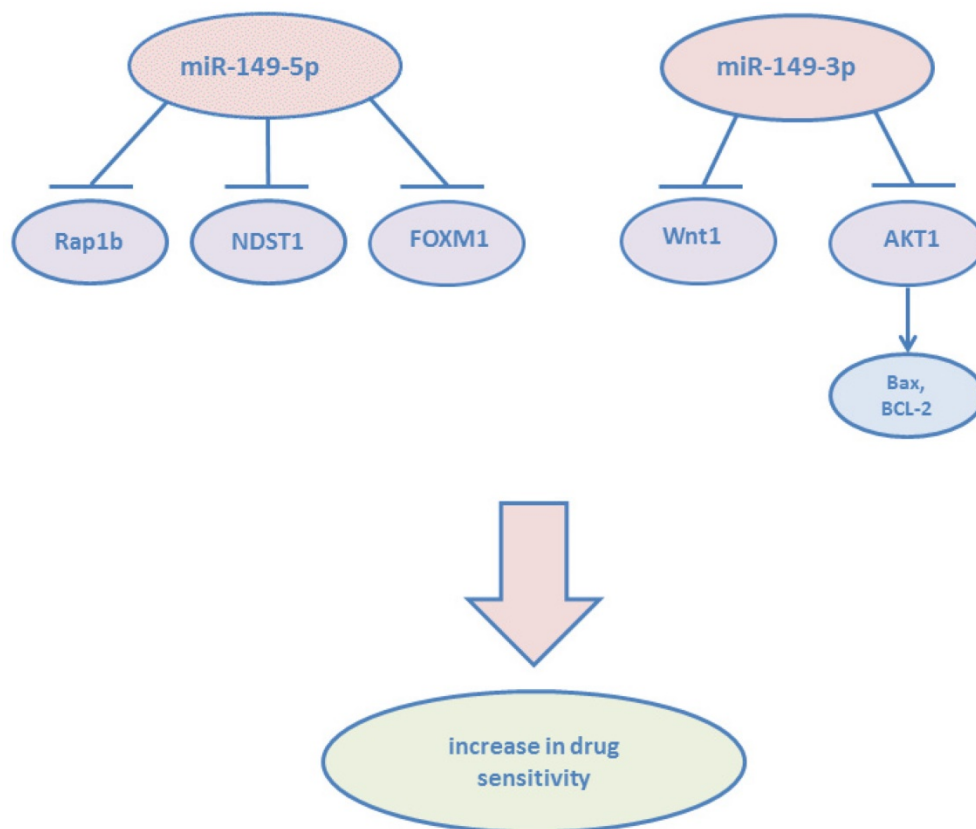 miR-149-5p
miR-149-3p
Rap1b
NDST1
FOXM1
Wnt1
AKT1
Bax,
BCL-2
increase in drug
sensitivity